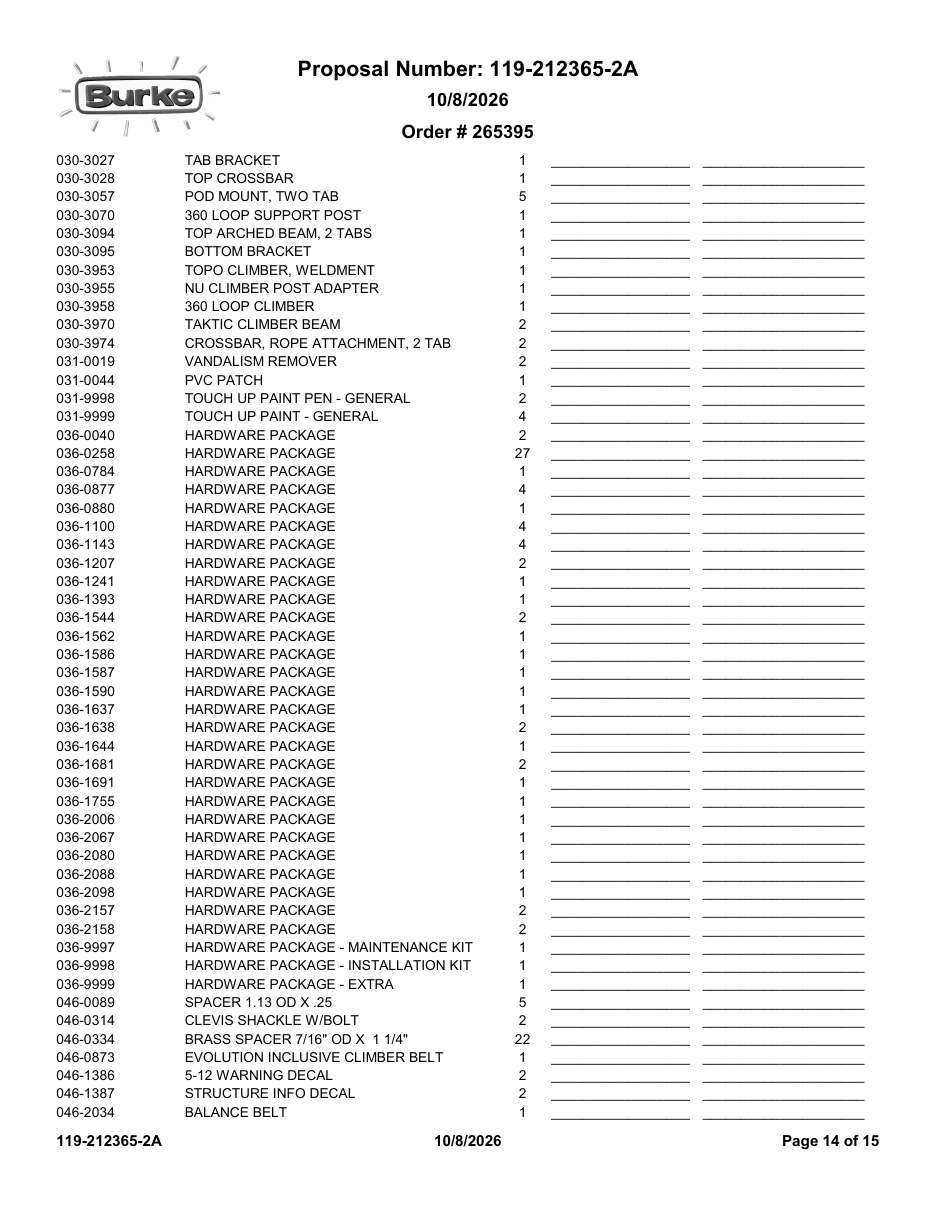 Burke
Proposal Number: 119-212365-2A
10/8/2026
Order # 265395
030-3027 TAB BRACKET 1
030-3028 TOP CROSSBAR 1
030-3057 POD MOUNT, TWO TAB 5
030-3070 360 LOOP SUPPORT POST 1
030-3094 TOP ARCHED BEAM, 2 TABS 1
030-3095 BOTTOM BRACKET 1
030-3953 TOPO CLIMBER, WELDMENT 1
030-3955 NU CLIMBER POST ADAPTER 1
030-3958 360 LOOP CLIMBER 1
030-3970 TAKTIC CLIMBER BEAM 2
030-3974 CROSSBAR, ROPE ATTACHMENT, 2 TAB 2
031-0019 VANDALISM REMOVER 2
031-0044 PVC PATCH 1
031-9998 TOUCH UP PAINT PEN - GENERAL 2
031-9999 TOUCH UP PAINT - GENERAL 4
036-0040 HARDWARE PACKAGE 2
036-0258 HARDWARE PACKAGE 27
036-0784 HARDWARE PACKAGE 1
036-0877 HARDWARE PACKAGE 4
036-0880 HARDWARE PACKAGE 1
036-1100 HARDWARE PACKAGE 4
036-1143 HARDWARE PACKAGE 4
036-1207 HARDWARE PACKAGE 2
036-1241 HARDWARE PACKAGE 1
036-1393 HARDWARE PACKAGE 1
036-1544 HARDWARE PACKAGE 2
036-1562 HARDWARE PACKAGE 1
036-1586 HARDWARE PACKAGE 1
036-1587 HARDWARE PACKAGE 1
036-1590 HARDWARE PACKAGE 1
036-1637 HARDWARE PACKAGE 1
036-1638 HARDWARE PACKAGE 2
036-1644 HARDWARE PACKAGE 1
036-1681 HARDWARE PACKAGE 2
036-1691 HARDWARE PACKAGE 1
036-1755 HARDWARE PACKAGE 1
036-2006 HARDWARE PACKAGE 1
036-2067 HARDWARE PACKAGE 1
036-2080 HARDWARE PACKAGE 1
036-2088 HARDWARE PACKAGE 1
036-2098 HARDWARE PACKAGE 1
036-2157 HARDWARE PACKAGE 2
036-2158 HARDWARE PACKAGE 2
036-9997 HARDWARE PACKAGE - MAINTENANCE KIT 1
036-9998 HARDWARE PACKAGE - INSTALLATION KIT 1
036-9999 HARDWARE PACKAGE - EXTRA 1
046-0089 SPACER 1.13 OD X .25 5
046-0314 CLEVIS SHACKLE W/BOLT 2
046-0334 BRASS SPACER 7/16" OD X 1 1/4" 22
046-0873 EVOLUTION INCLUSIVE CLIMBER BELT 1
046-1386 5-12 WARNING DECAL 2
046-1387 STRUCTURE INFO DECAL 2
046-2034 BALANCE BELT 1
119-212365-2A 10/8/2026 Page 14 of 15